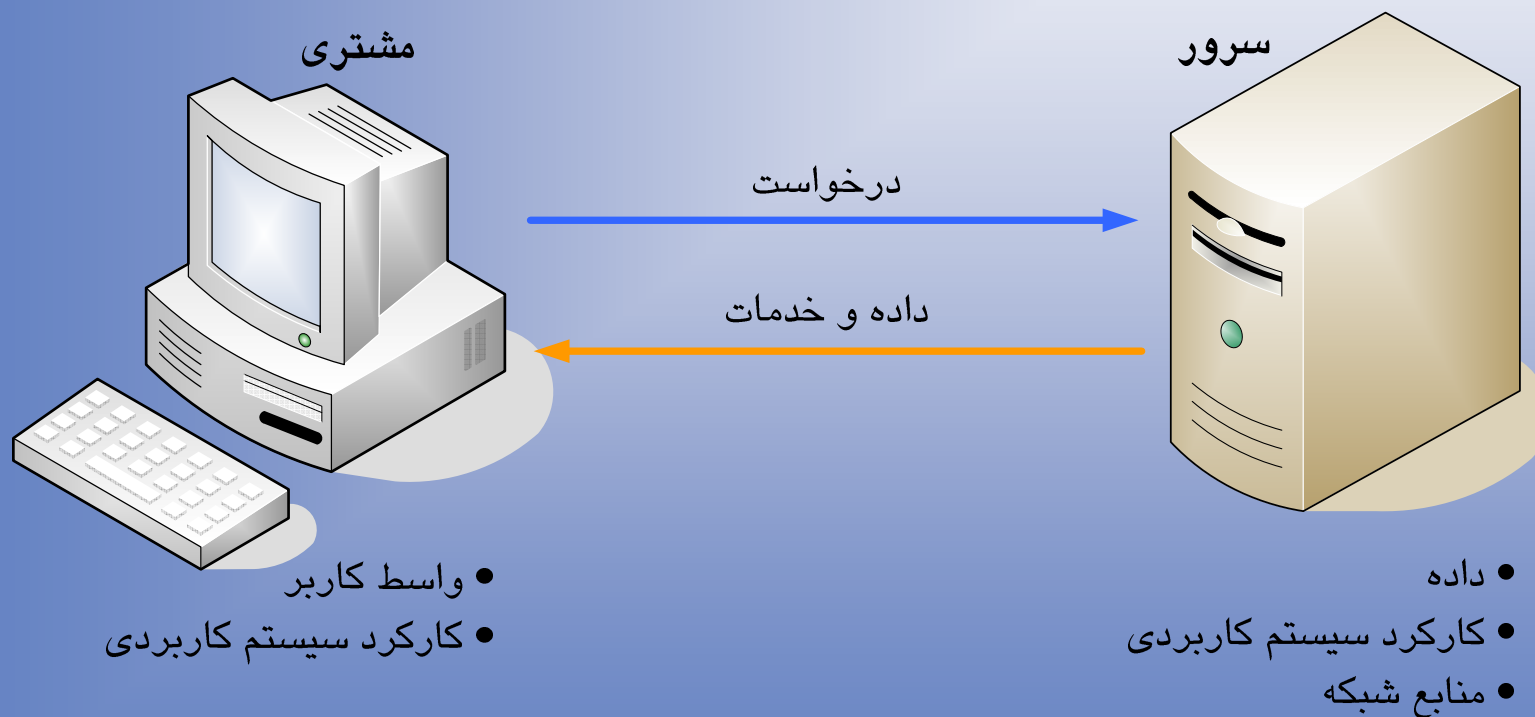 سرور
مشتری
درخواست
داده و خدمات
• داده
• کارکرد سیستم کاربردی
• منابع شبکه
• واسط کاربر
• کارکرد سیستم کاربردی